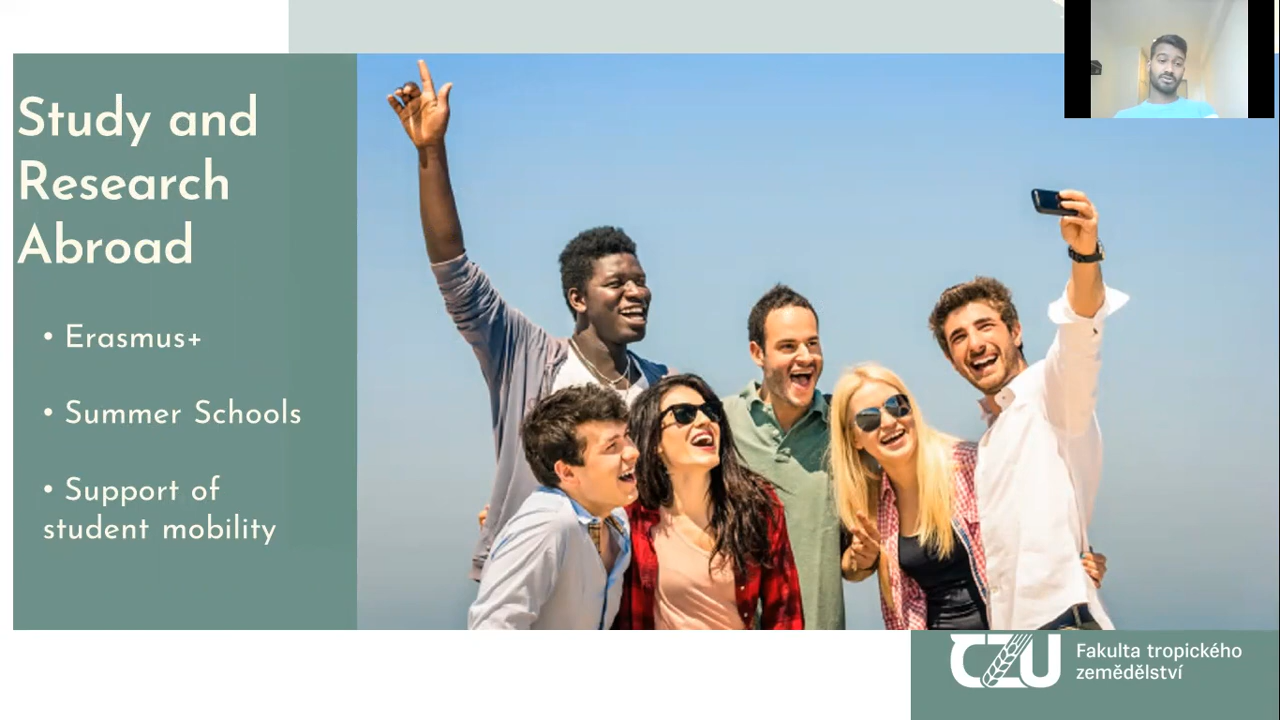 Study and
Research
Abroad
• Erasmus+
• Summer Schools
• Support of
student mobility
CZU
Fakulta tropického
zemědělství